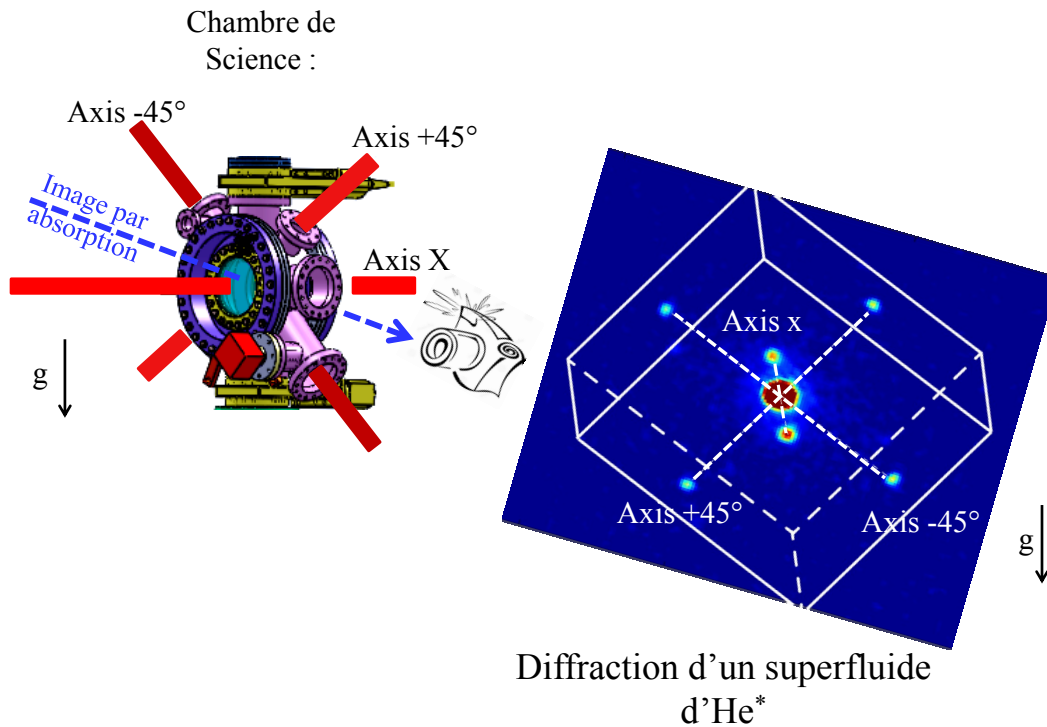 Chambre de
Science :
Axis -45°
Axis +45°
Image par
absorption
Axis X
g
Axis x
Axis +45°
Axis -45°
g
Diffraction d’un superfluide
d’He*